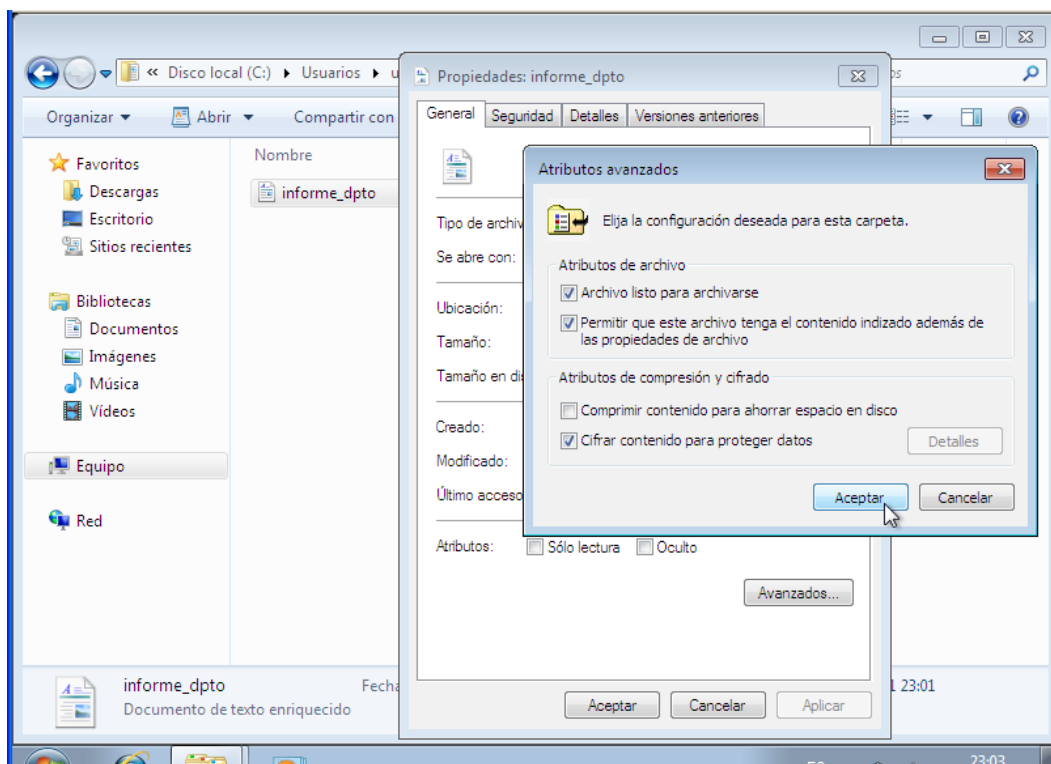 « Disco local (C:) ▸ Usuarios ▸
Propiedades: informe_dpto
Organizar Abrir Compartir con
General Seguridad Detalles Versiones anteriores
Favoritos
Descargas
Escritorio
Sitios recientes
Bibliotecas
Documentos
Imágenes
Música
Vídeos
Equipo
Red
Nombre
informe_dpto
Tipo de archiv
Se abre con:
Ubicación:
Tamaño:
Tamaño en di
Creado:
Modificado:
Último acceso
Atributos: Sólo lectura Oculto
Avanzados...
Aceptar Cancelar Aplicar
Atributos avanzados
Elija la configuración deseada para esta carpeta.
Atributos de archivo
Archivo listo para archivarse
Permitir que este archivo tenga el contenido indizado además de
las propiedades de archivo
Atributos de compresión y cifrado
Comprimir contenido para ahorrar espacio en disco
Cifrar contenido para proteger datos Detalles
Aceptar Cancelar
informe_dpto Fecha 1 23:01
Documento de texto enriquecido
23:03